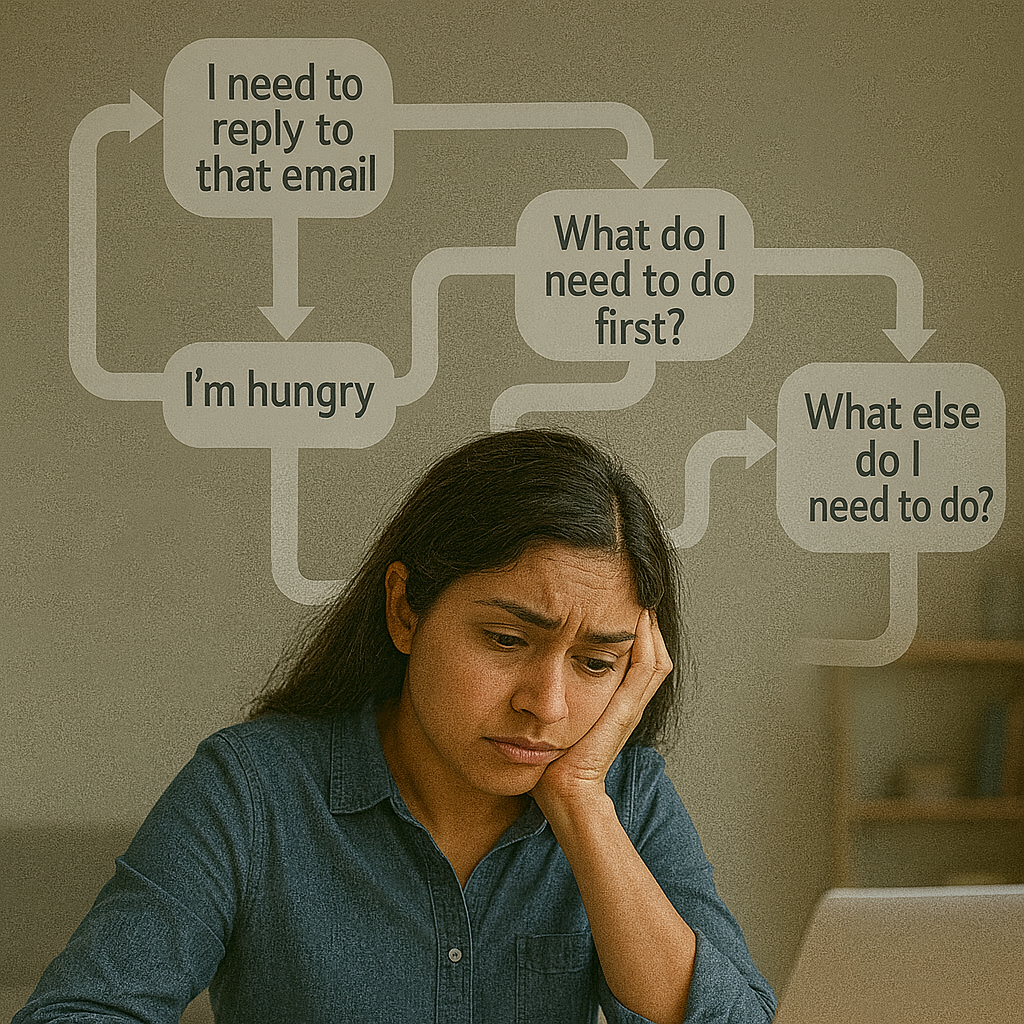 I need to
reply to
that email
What do I
need to do
first?
I'm hungry
What else
do I
need to do?